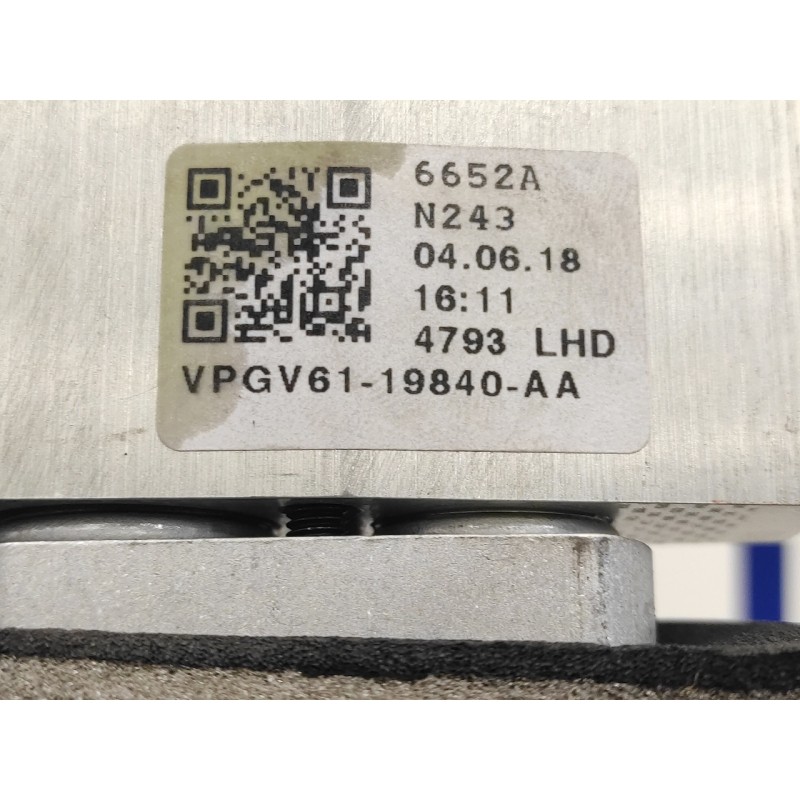 6652A
N243
04.06.18
16:11
4793 LHD
VPGV61-19840-AA